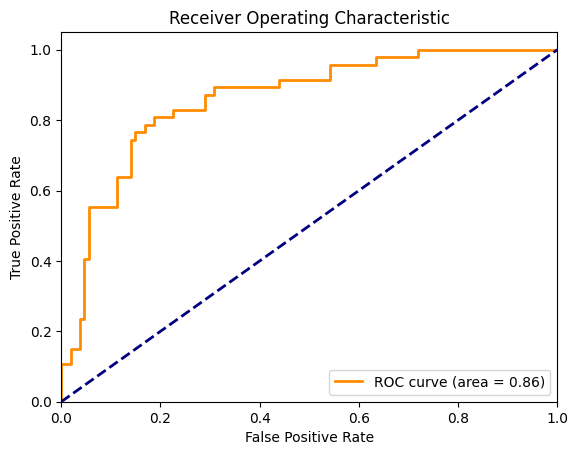 Receiver Operating Characteristic
1.0
0.8
0.6
0.4
0.2
0.0
True Positive Rate
ROC curve (area = 0.86)
0.0 0.2 0.4 0.6 0.8 1.0
False Positive Rate